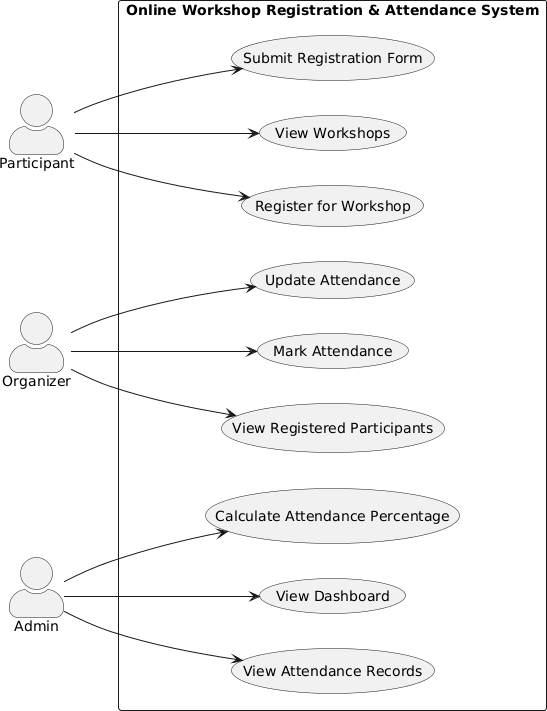 Online Workshop Registration & Attendance System
Submit Registration Form
View Workshops
Participant
Register for Workshop
Update Attendance
Mark Attendance
Organizer
View Registered Participants
Calculate Attendance Percentage
View Dashboard
Admin
View Attendance Records